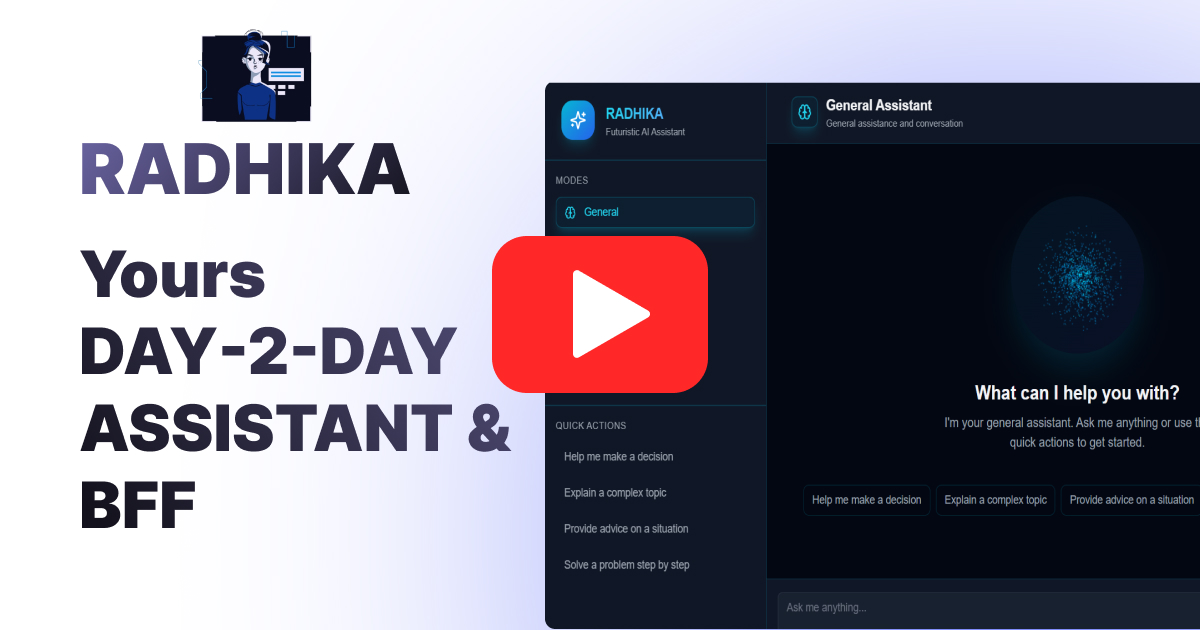 RADHIKA
Yours
DAY-2-DAY
ASSISTANT &
BFF
RADHIKA
Futuristic AI Assistant
MODES
General
QUICK ACTIONS
Help me make a decision
Explain a complex topic
Provide advice on a situation
Solve a problem step by step
General Assistant
General assistance and conversation
What can I help you with?
I'm your general assistant. Ask me anything or use
quick actions to get started.
Help me make a decision
Explain a complex topic
Provide advice on a situation
Ask me anything...